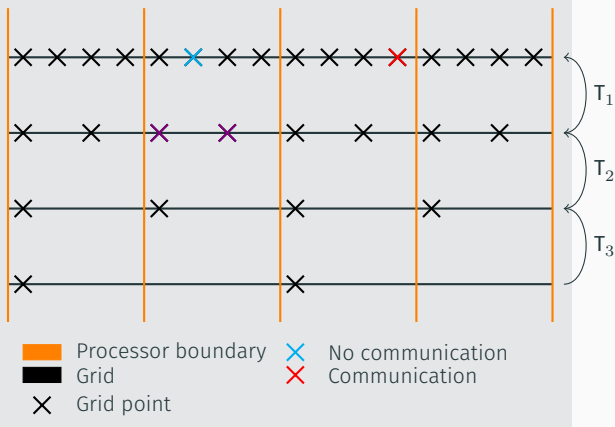 T₁
T₂
T₃
Processor boundary
Grid
Grid point
No communication
Communication